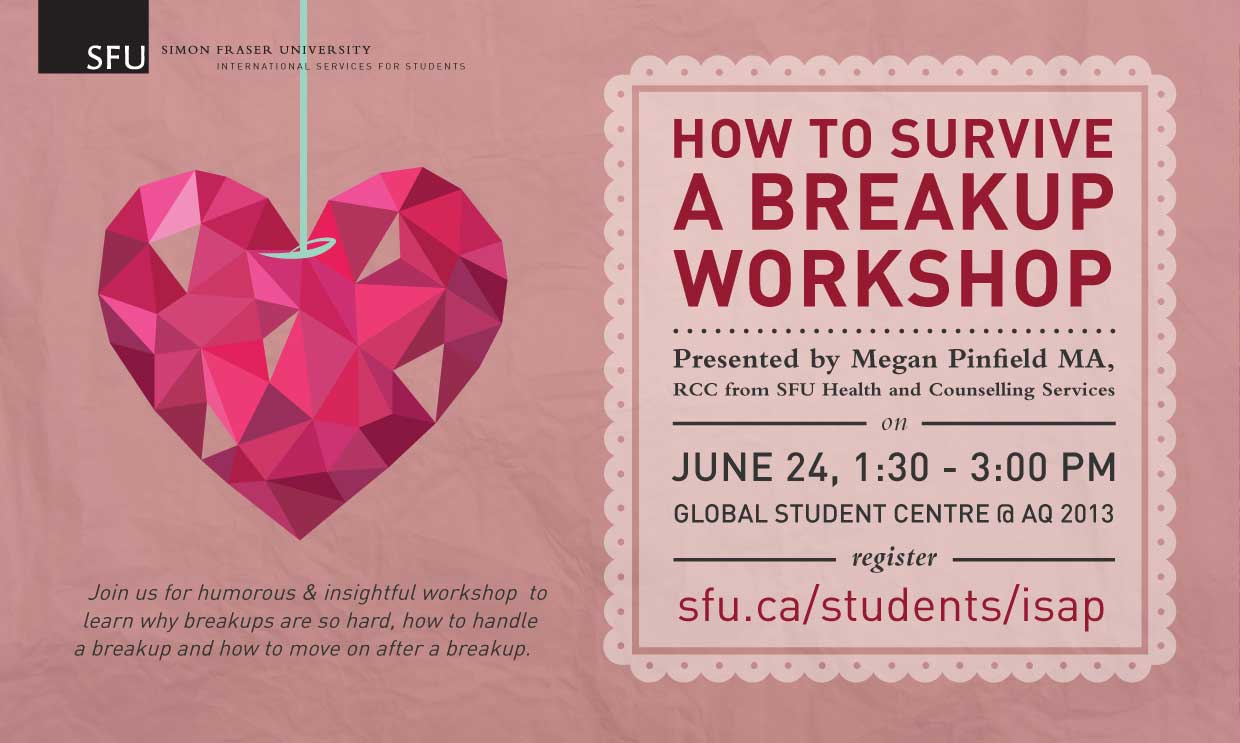 SFU
SIMON FRASER UNIVERSITY
INTERNATIONAL SERVICES FOR STUDENTS
HOW TO SURVIVE
A BREAKUP
WORKSHOP
Presented by Megan Pinfield MA,
RCC from SFU Health and Counselling Services
on
JUNE 24, 1:30 - 3:00 PM
GLOBAL STUDENT CENTRE @ AQ 2013
register
sfu.ca/students/isap
Join us for humorous & insightful workshop to
learn why breakups are so hard, how to handle
a breakup and how to move on after a breakup.